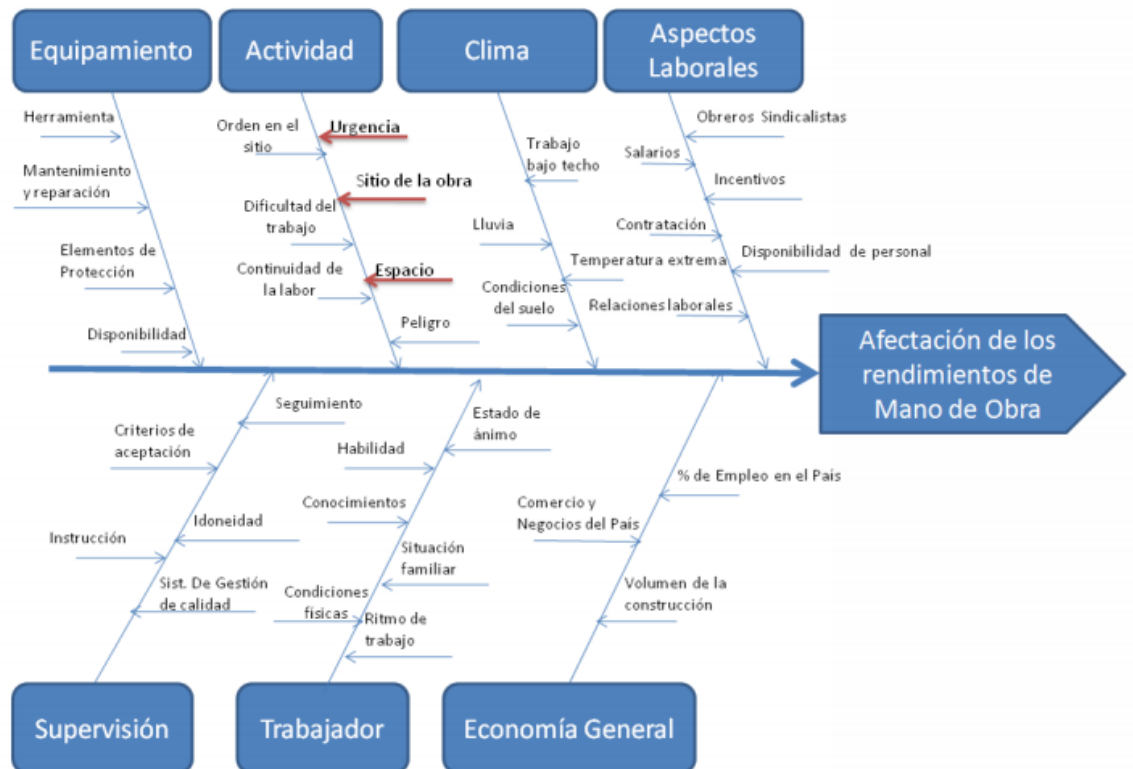 Equipamiento
Actividad
Clima
Aspectos
Laborales
Herramienta
Mantenimiento
y reparación
Elementos de
Protección
Disponibilidad
Orden en el
sitio
Urgencia
Sitio de la obra
Dificultad del
trabajo
Continuidad de
la labor
Espacio
Peligro
Trabajo
bajo techo
Lluvia
Temperatura extrema
Condiciones
del suelo
Obreros Sindicalistas
Salarios
Incentivos
Contratación
Disponibilidad de personal
Relaciones laborales
Afectación de los
rendimientos de
Mano de Obra
Seguimiento
Criterios de
aceptación
Idoneidad
Instrucción
Sist. De Gestión
de calidad
Estado de
ánimo
Habilidad
Conocimientos
Situación
familiar
Condiciones
físicas
Ritmo de
trabajo
% de Empleo en el País
Comercio y
Negocios del País
Volumen de la
construcción
Supervisión
Trabajador
Economía General